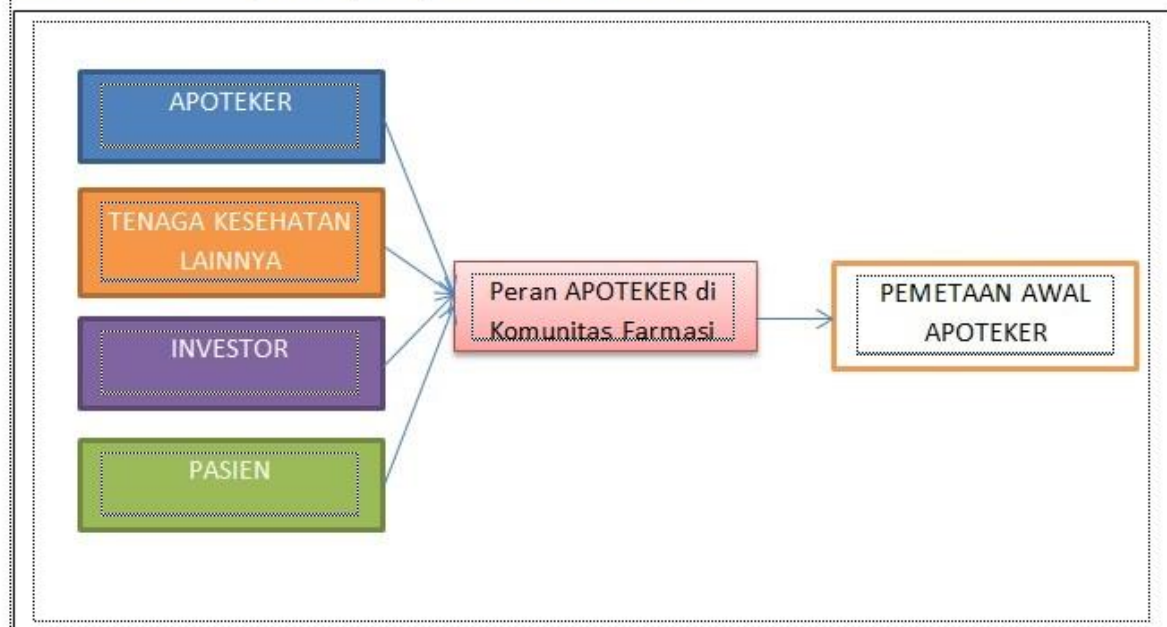 APOTEKER
TENAGA KESEHATAN
LAINNYA
INVESTOR
PASIEN
Peran APOTEKER di
Komunitas Farmasi
PEMETAAN AWAL
APOTEKER